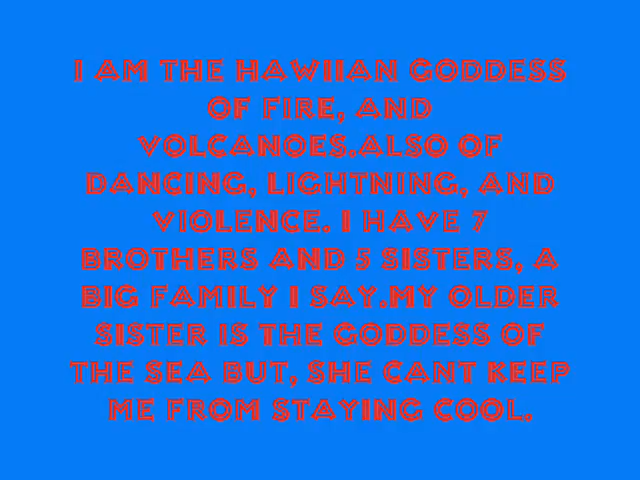 I AM THE HAWIIAN GODDESS
OF FIRE, AND
VOLCANOES.ALSO OF
DANCING, LIGHTNING, AND
VIOLENCE. I HAVE 7
BROTHERS AND 5 SISTERS, A
BIG FAMILY I SAY.MY OLDER
SISTER IS THE GODDESS OF
THE SEA BUT, SHE CANT KEEP
ME FROM STAYING COOL.